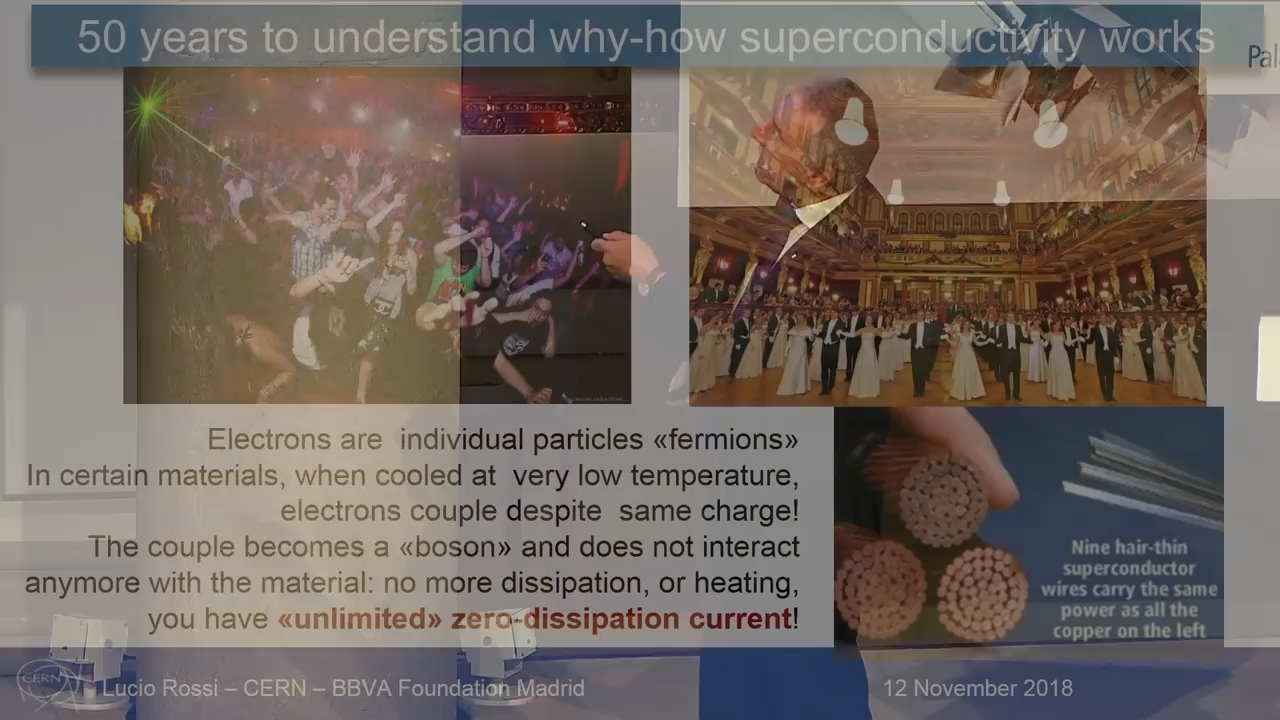 50 years to understand why-how superconductivity works
Electrons are individual particles «fermions»
In certain materials, when cooled at very low temperature,
electrons couple despite same charge!
The couple becomes a «boson» and does not interact
anymore with the material: no more dissipation, or heating,
you have «unlimited» zero-dissipation current!
Nine hair-thin
superconductor
wires carry the same
power as all the
copper on the left
CERN
Lucio Rossi – CERN – BBVA Foundation Madrid
12 November 2018